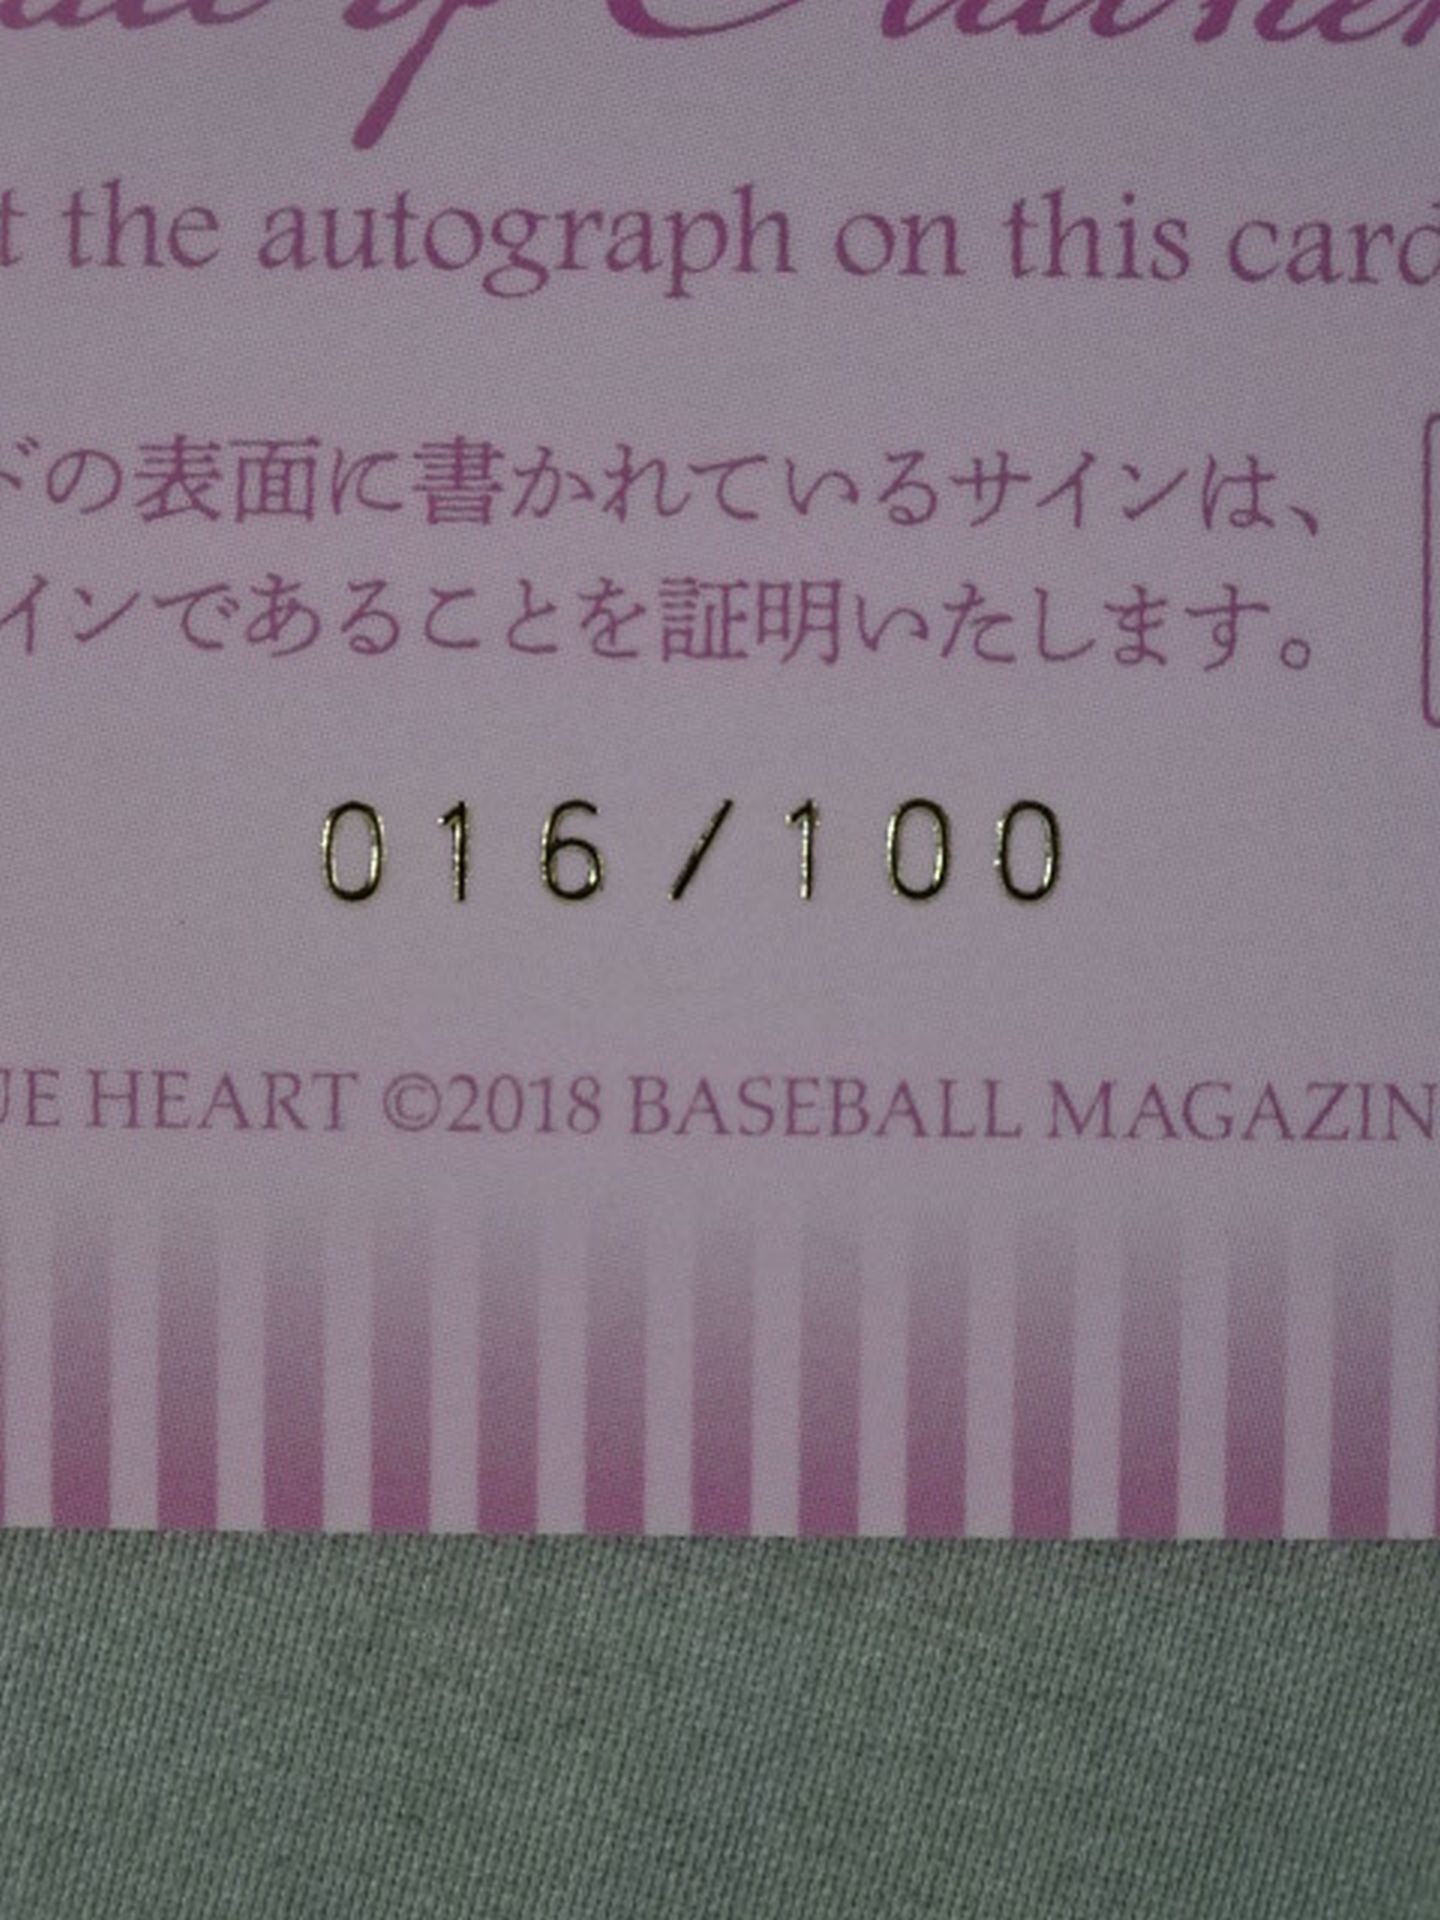 of
t the autograph on this card
ドの表面に書かれているサインは、
インであることを証明いたします。
016/100
UE HEART ©2018 BASEBALL MAGAZIN